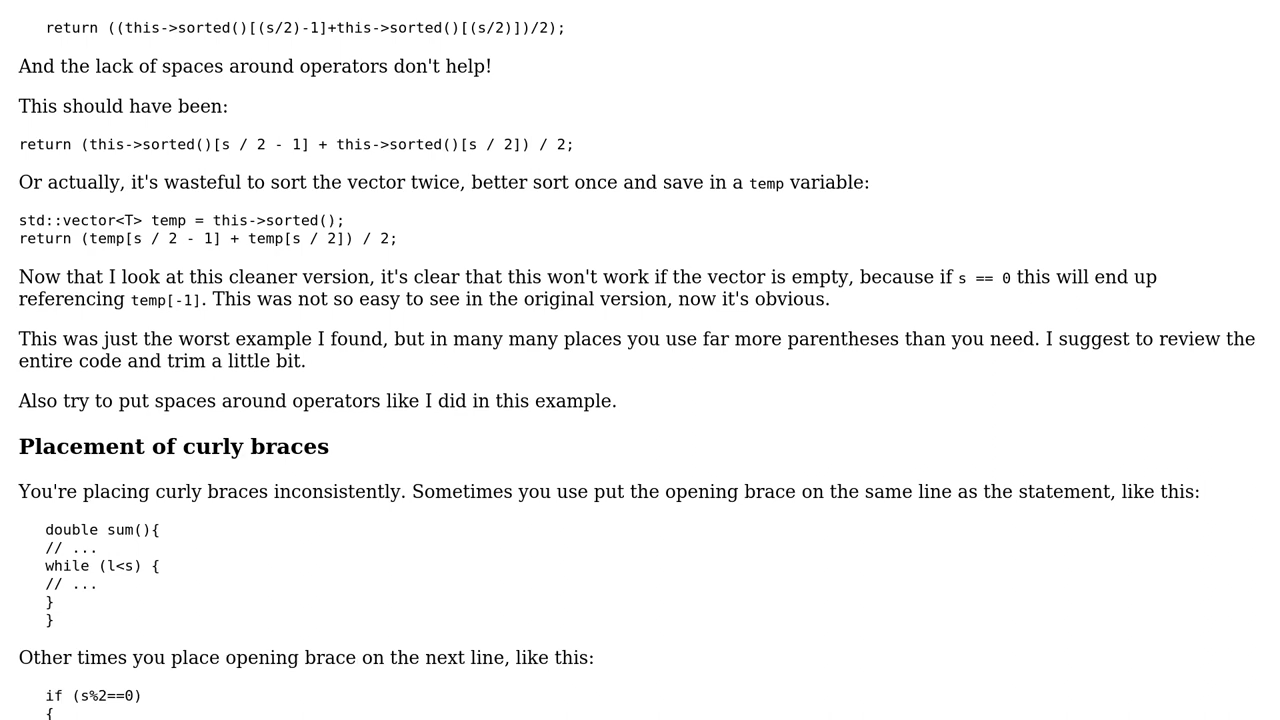 return ((this->sorted()[(s/2)-1]+this->sorted()[(s/2)])/2);
And the lack of spaces around operators don't help!
This should have been:
return (this->sorted()[s / 2 - 1] + this->sorted()[s / 2]) / 2;
Or actually, it's wasteful to sort the vector twice, better sort once and save in a temp variable:
std::vector<T> temp = this->sorted();
return (temp[s / 2 - 1] + temp[s / 2]) / 2;
Now that I look at this cleaner version, it's clear that this won't work if the vector is empty, because if s == 0 this will end up
referencing temp[-1]. This was not so easy to see in the original version, now it's obvious.
This was just the worst example I found, but in many many places you use far more parentheses than you need. I suggest to review the
entire code and trim a little bit.
Also try to put spaces around operators like I did in this example.
Placement of curly braces
You're placing curly braces inconsistently. Sometimes you use put the opening brace on the same line as the statement, like this:
double sum(){
// ...
while (l<s) {
// ...
}
}
Other times you place opening brace on the next line, like this:
if (s%2==0)
{